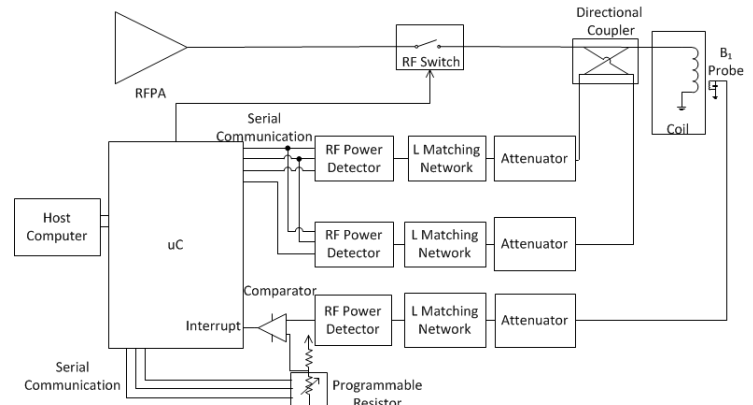 Directional
Coupler
B₁
Probe
RF Switch
RFPA
Coil
Serial
Communication
RF Power
Detector
L Matching
Network
Attenuator
Host
Computer
uC
RF Power
Detector
L Matching
Network
Attenuator
Comparator
Interrupt
RF Power
Detector
L Matching
Network
Attenuator
Serial
Communication
Programmable
Resistor